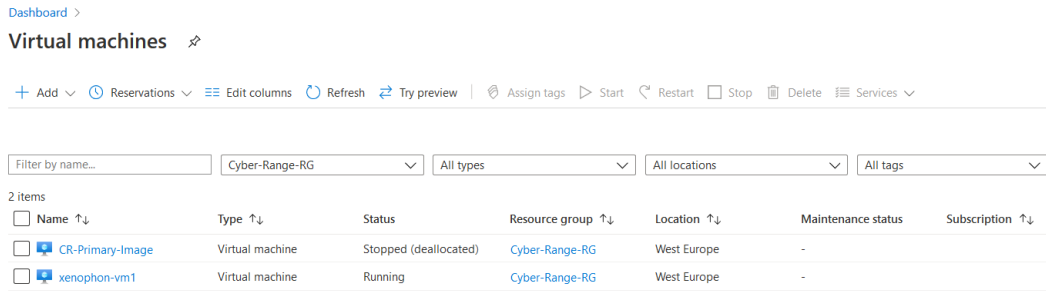 Dashboard >
Virtual machines
Add Reservations Edit columns Refresh Try preview Assign tags Start Restart Stop Delete Services
Filter by name... Cyber-Range-RG All types All locations All tags
2 items
Name ↑↓ Type ↑↓ Status Resource group ↑↓ Location ↑↓ Maintenance status Subscription ↑↓
CR-Primary-Image Virtual machine Stopped (deallocated) Cyber-Range-RG West Europe -
xenophon-vm1 Virtual machine Running Cyber-Range-RG West Europe -